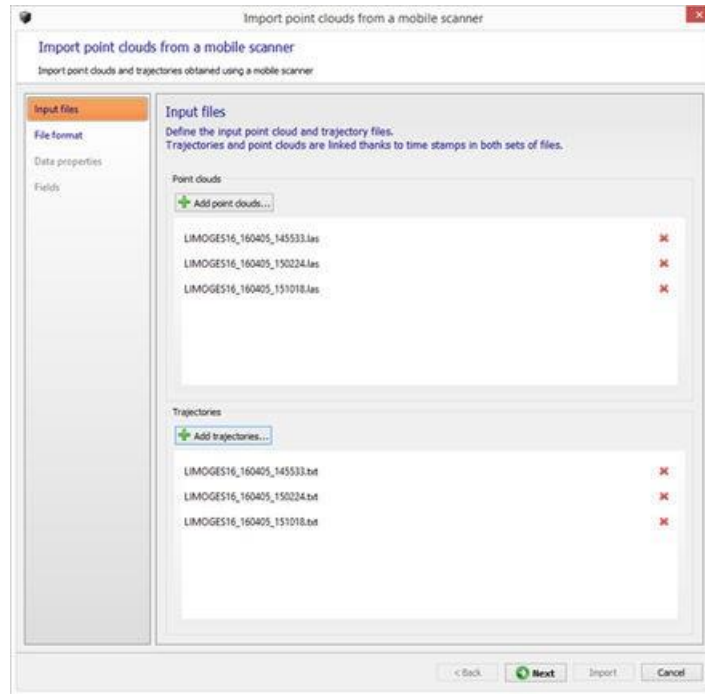 Import point clouds from a mobile scanner
Import point clouds from a mobile scanner
Import point clouds and trajectories obtained using a mobile scanner
Input files
File format
Data properties
Fields
Input files
Define the input point cloud and trajectory files.
Trajectories and point clouds are linked thanks to time stamps in both sets of files.
Point clouds
Add point clouds...
LIMOGES16_160405_145533.las
LIMOGES16_160405_150224.las
LIMOGES16_160405_151018.las
Trajectories
Add trajectories...
LIMOGES16_160405_145533.txt
LIMOGES16_160405_150224.txt
LIMOGES16_160405_151018.txt
< Back
Next
Import
Cancel